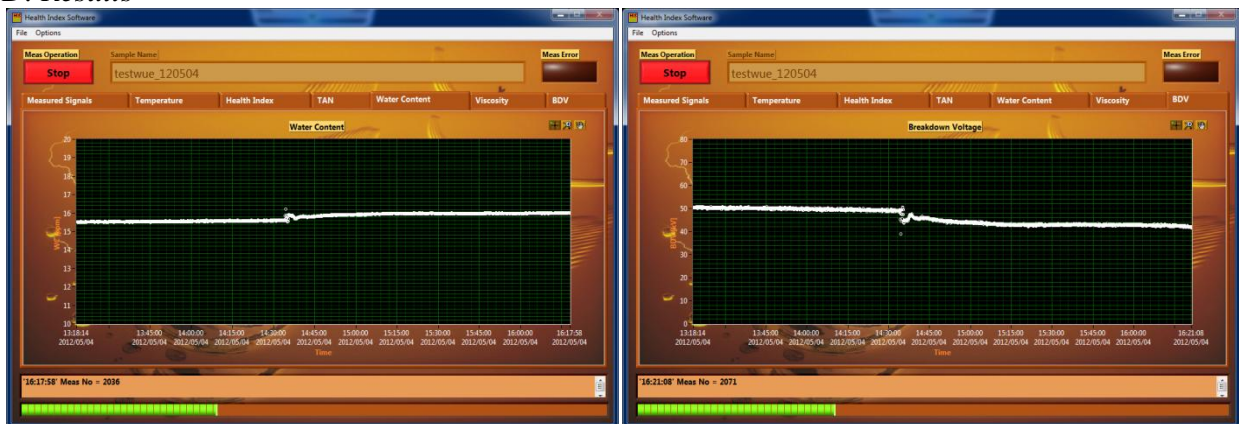 D. Results
Health Index Software
File Options
Meas Operation
Sample Name
Meas Error
Stop
testwue_120504
Measured Signals Temperature Health Index TAN Water Content Viscosity BDV
Water Content
20
19
18
17
16
15
14
13
12
11
10
13:18:14 13:45:00 14:00:00 14:15:00 14:30:00 14:45:00 15:00:00 15:15:00 15:30:00 15:45:00 16:00:00 16:17:58
2012/05/04 2012/05/04 2012/05/04 2012/05/04 2012/05/04 2012/05/04 2012/05/04 2012/05/04 2012/05/04 2012/05/04 2012/05/04 2012/05/04
Time
'16:17:58' Meas No = 2036
Health Index Software
File Options
Meas Operation
Sample Name
Meas Error
Stop
testwue_120504
Measured Signals Temperature Health Index TAN Water Content Viscosity BDV
Breakdown Voltage
80
70
60
50
40
30
20
10
0
13:18:14 13:45:00 14:00:00 14:15:00 14:30:00 14:45:00 15:00:00 15:15:00 15:30:00 15:45:00 16:00:00 16:21:08
2012/05/04 2012/05/04 2012/05/04 2012/05/04 2012/05/04 2012/05/04 2012/05/04 2012/05/04 2012/05/04 2012/05/04 2012/05/04 2012/05/04
Time
'16:21:08' Meas No = 2071